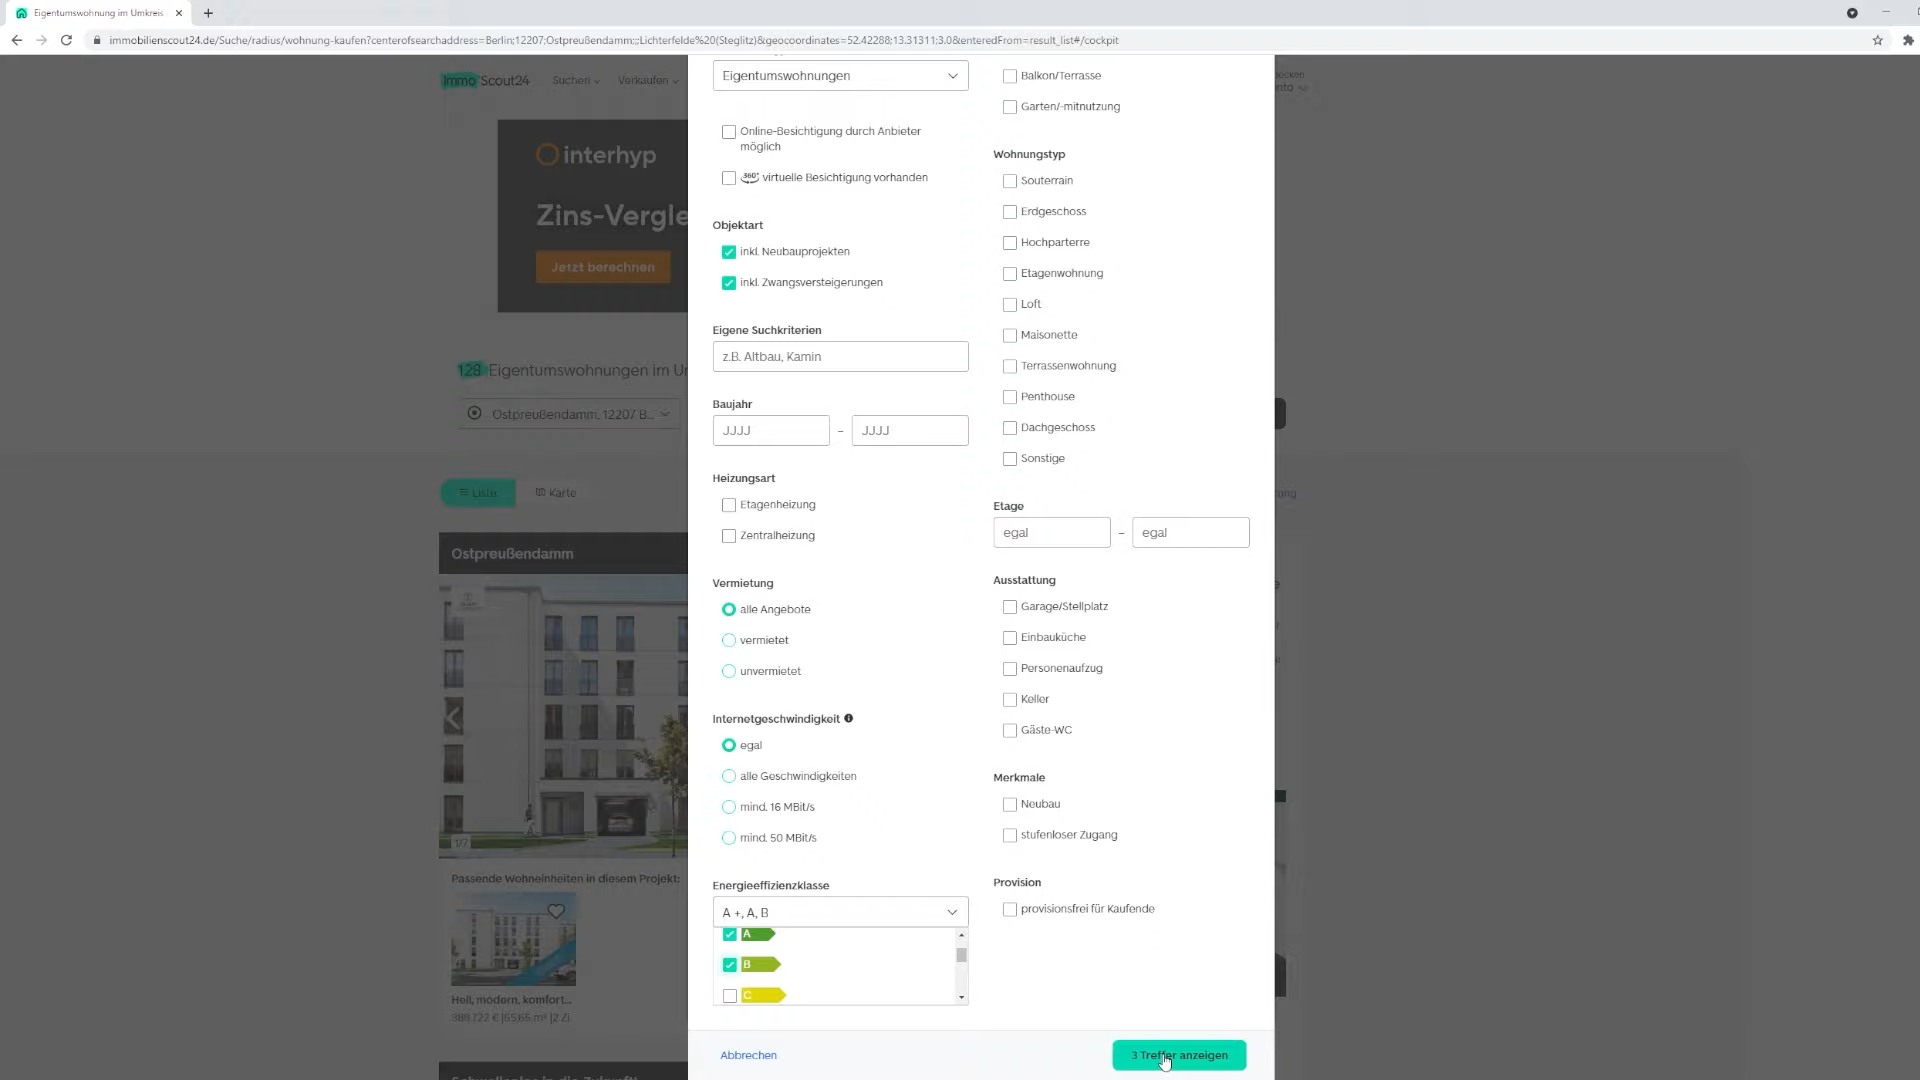 Eigentumswohnung im Umkreis
immobilienscout24.de/Suche/radius/wohnung-kaufen?centerofsearchaddress=Berlin;12207;Ostpreußendamm;;;Lichterfelde%20(Steglitz)&geocoordinates=52.42288;13.31311;3.0&enteredFrom=result_list#/cockpit
Immo Scout24
Suchen
Verkaufen
interhyp
Zins-Vergle
Jetzt berechnen
128 Eigentumswohnungen im Um
Ostpreußendamm, 12207 B...
Liste
Karte
Ostpreußendamm
1/7
Passende Wohneinheiten in diesem Projekt:
Hell, modern, komfort...
388.722 € |65,65 m² |2 Zi.
Eigentumswohnungen
Online-Besichtigung durch Anbieter
möglich
360° virtuelle Besichtigung vorhanden
Objektart
inkl. Neubauprojekten
inkl. Zwangsversteigerungen
Eigene Suchkriterien
z.B. Altbau, Kamin
Baujahr
JJJJ – JJJJ
Heizungsart
Etagenheizung
Zentralheizung
Vermietung
alle Angebote
vermietet
unvermietet
Internetgeschwindigkeit
egal
alle Geschwindigkeiten
mind. 16 MBit/s
mind. 50 MBit/s
Energieeffizienzklasse
A +, A, B
A
B
C
Balkon/Terrasse
Garten/-mitnutzung
Wohnungstyp
Souterrain
Erdgeschoss
Hochparterre
Etagenwohnung
Loft
Maisonette
Terrassenwohnung
Penthouse
Dachgeschoss
Sonstige
Etage
egal – egal
Ausstattung
Garage/Stellplatz
Einbauküche
Personenaufzug
Keller
Gäste-WC
Merkmale
Neubau
stufenloser Zugang
Provision
provisionsfrei für Kaufende
Abbrechen
3 Treffer anzeigen